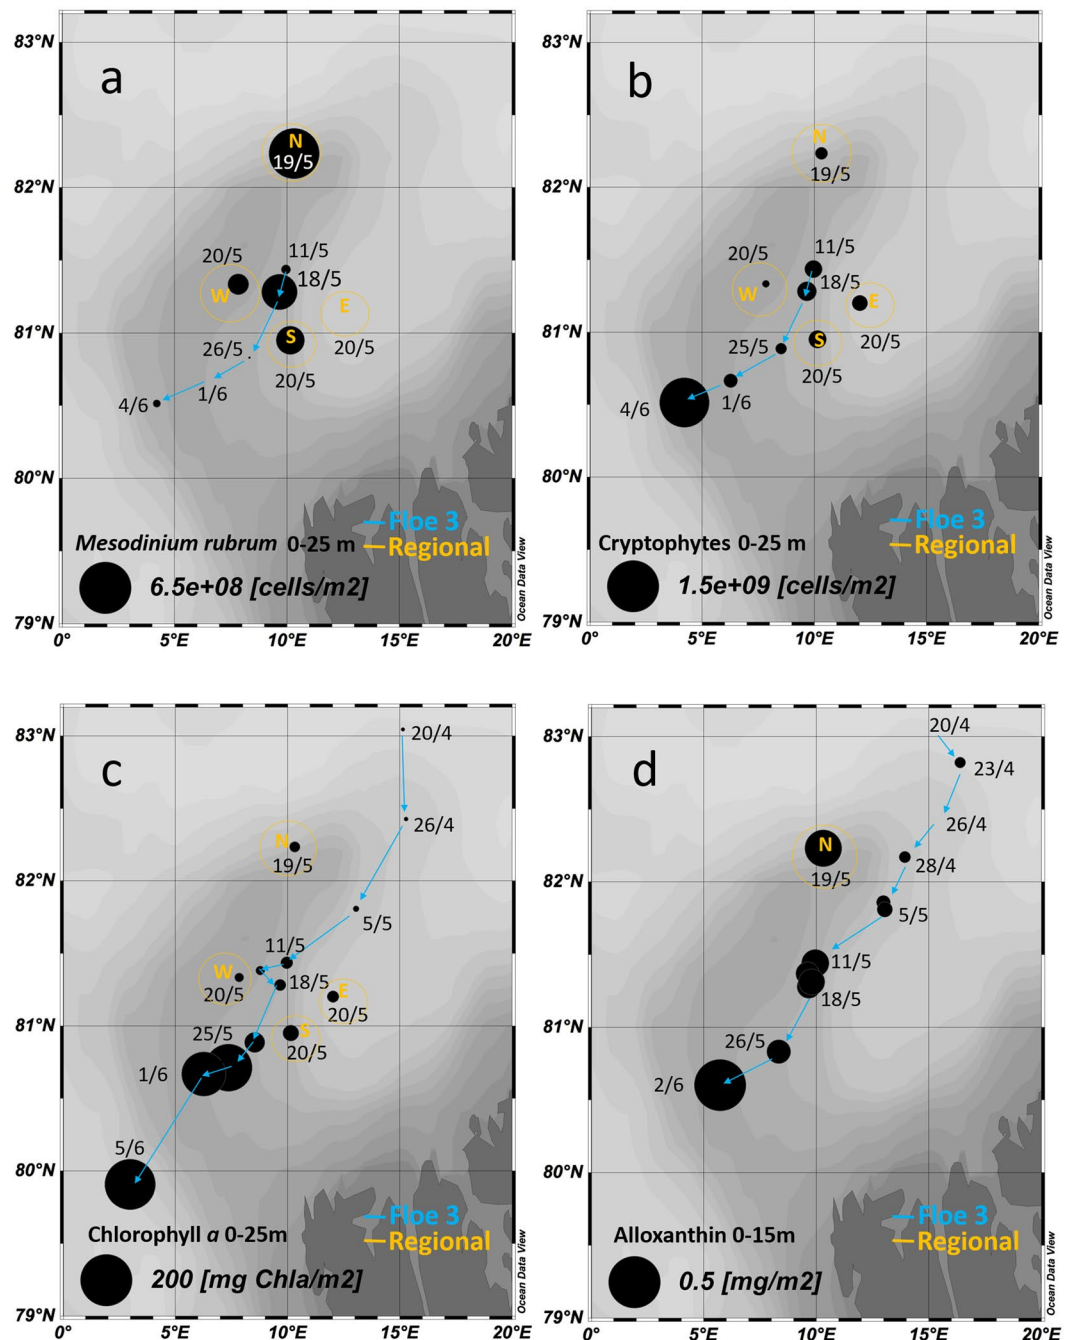 a
83°N
82°N
81°N
80°N
79°N
N
19/5
11/5
20/5
18/5
W
E
S
20/5
26/5
20/5
1/6
4/6
Floe 3
Mesodinium rubrum 0-25 m
Regional
6.5e+08 [cells/m2]
Ocean Data View
0° 5°E 10°E 15°E 20°E
b
83°N
82°N
81°N
80°N
79°N
N
19/5
11/5
20/5
18/5
W
E
S
25/5
20/5
20/5
4/6
1/6
Floe 3
Cryptophytes 0-25 m
Regional
1.5e+09 [cells/m2]
Ocean Data View
0° 5°E 10°E 15°E 20°E
c
83°N
82°N
81°N
80°N
79°N
20/4
26/4
N
19/5
5/5
11/5
W
20/5
18/5
E
20/5
25/5
S
20/5
1/6
5/6
Floe 3
Chlorophyll a 0-25m
Regional
200 [mg Chla/m2]
Ocean Data View
0° 5°E 10°E 15°E 20°E
d
83°N
82°N
81°N
80°N
79°N
20/4
23/4
26/4
N
28/4
19/5
5/5
11/5
18/5
26/5
2/6
Floe 3
Alloxanthin 0-15m
Regional
0.5 [mg/m2]
Ocean Data View
0° 5°E 10°E 15°E 20°E